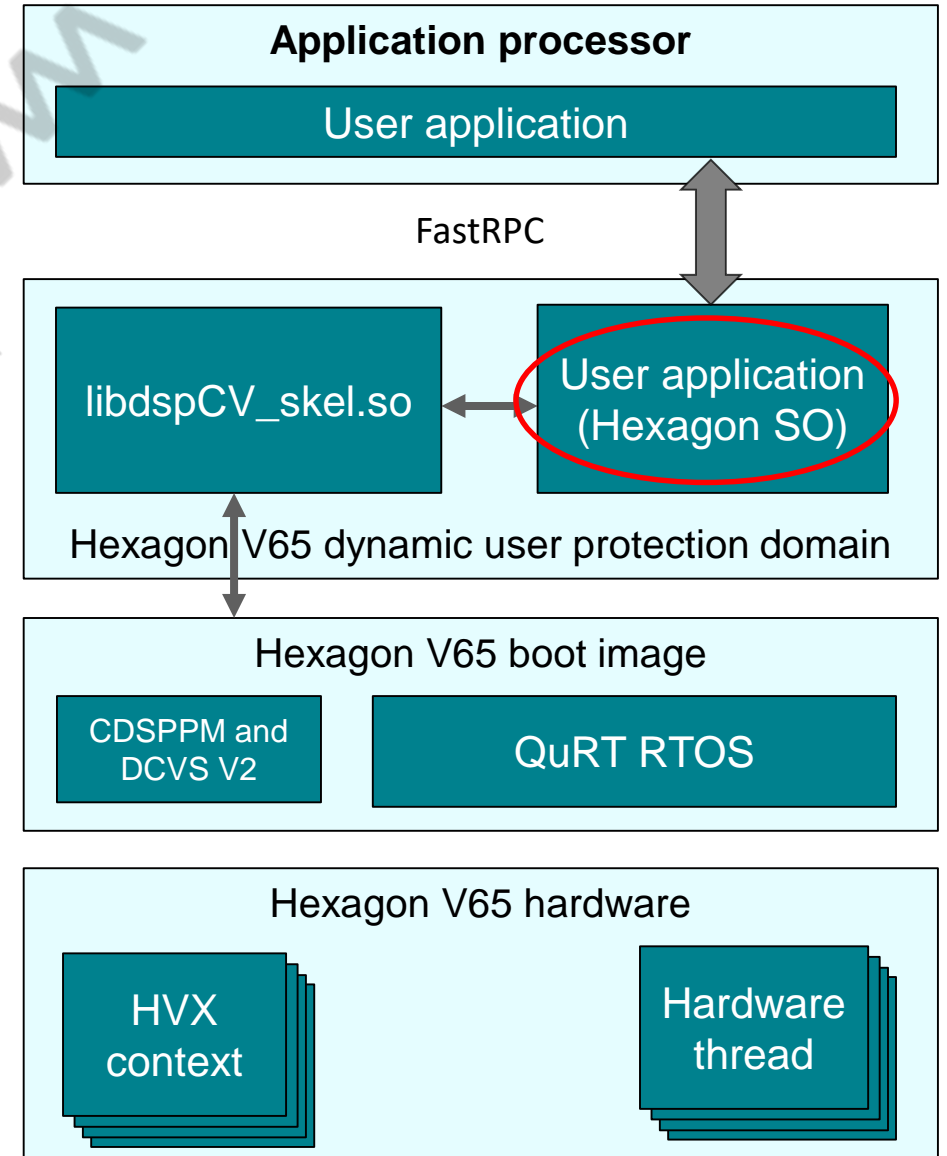 Application processor
User application
FastRPC
libdspCV_skel.so
User application
(Hexagon SO)
Hexagon V65 dynamic user protection domain
Hexagon V65 boot image
CDSPPM and
DCVS V2
QuRT RTOS
Hexagon V65 hardware
HVX
context
Hardware
thread